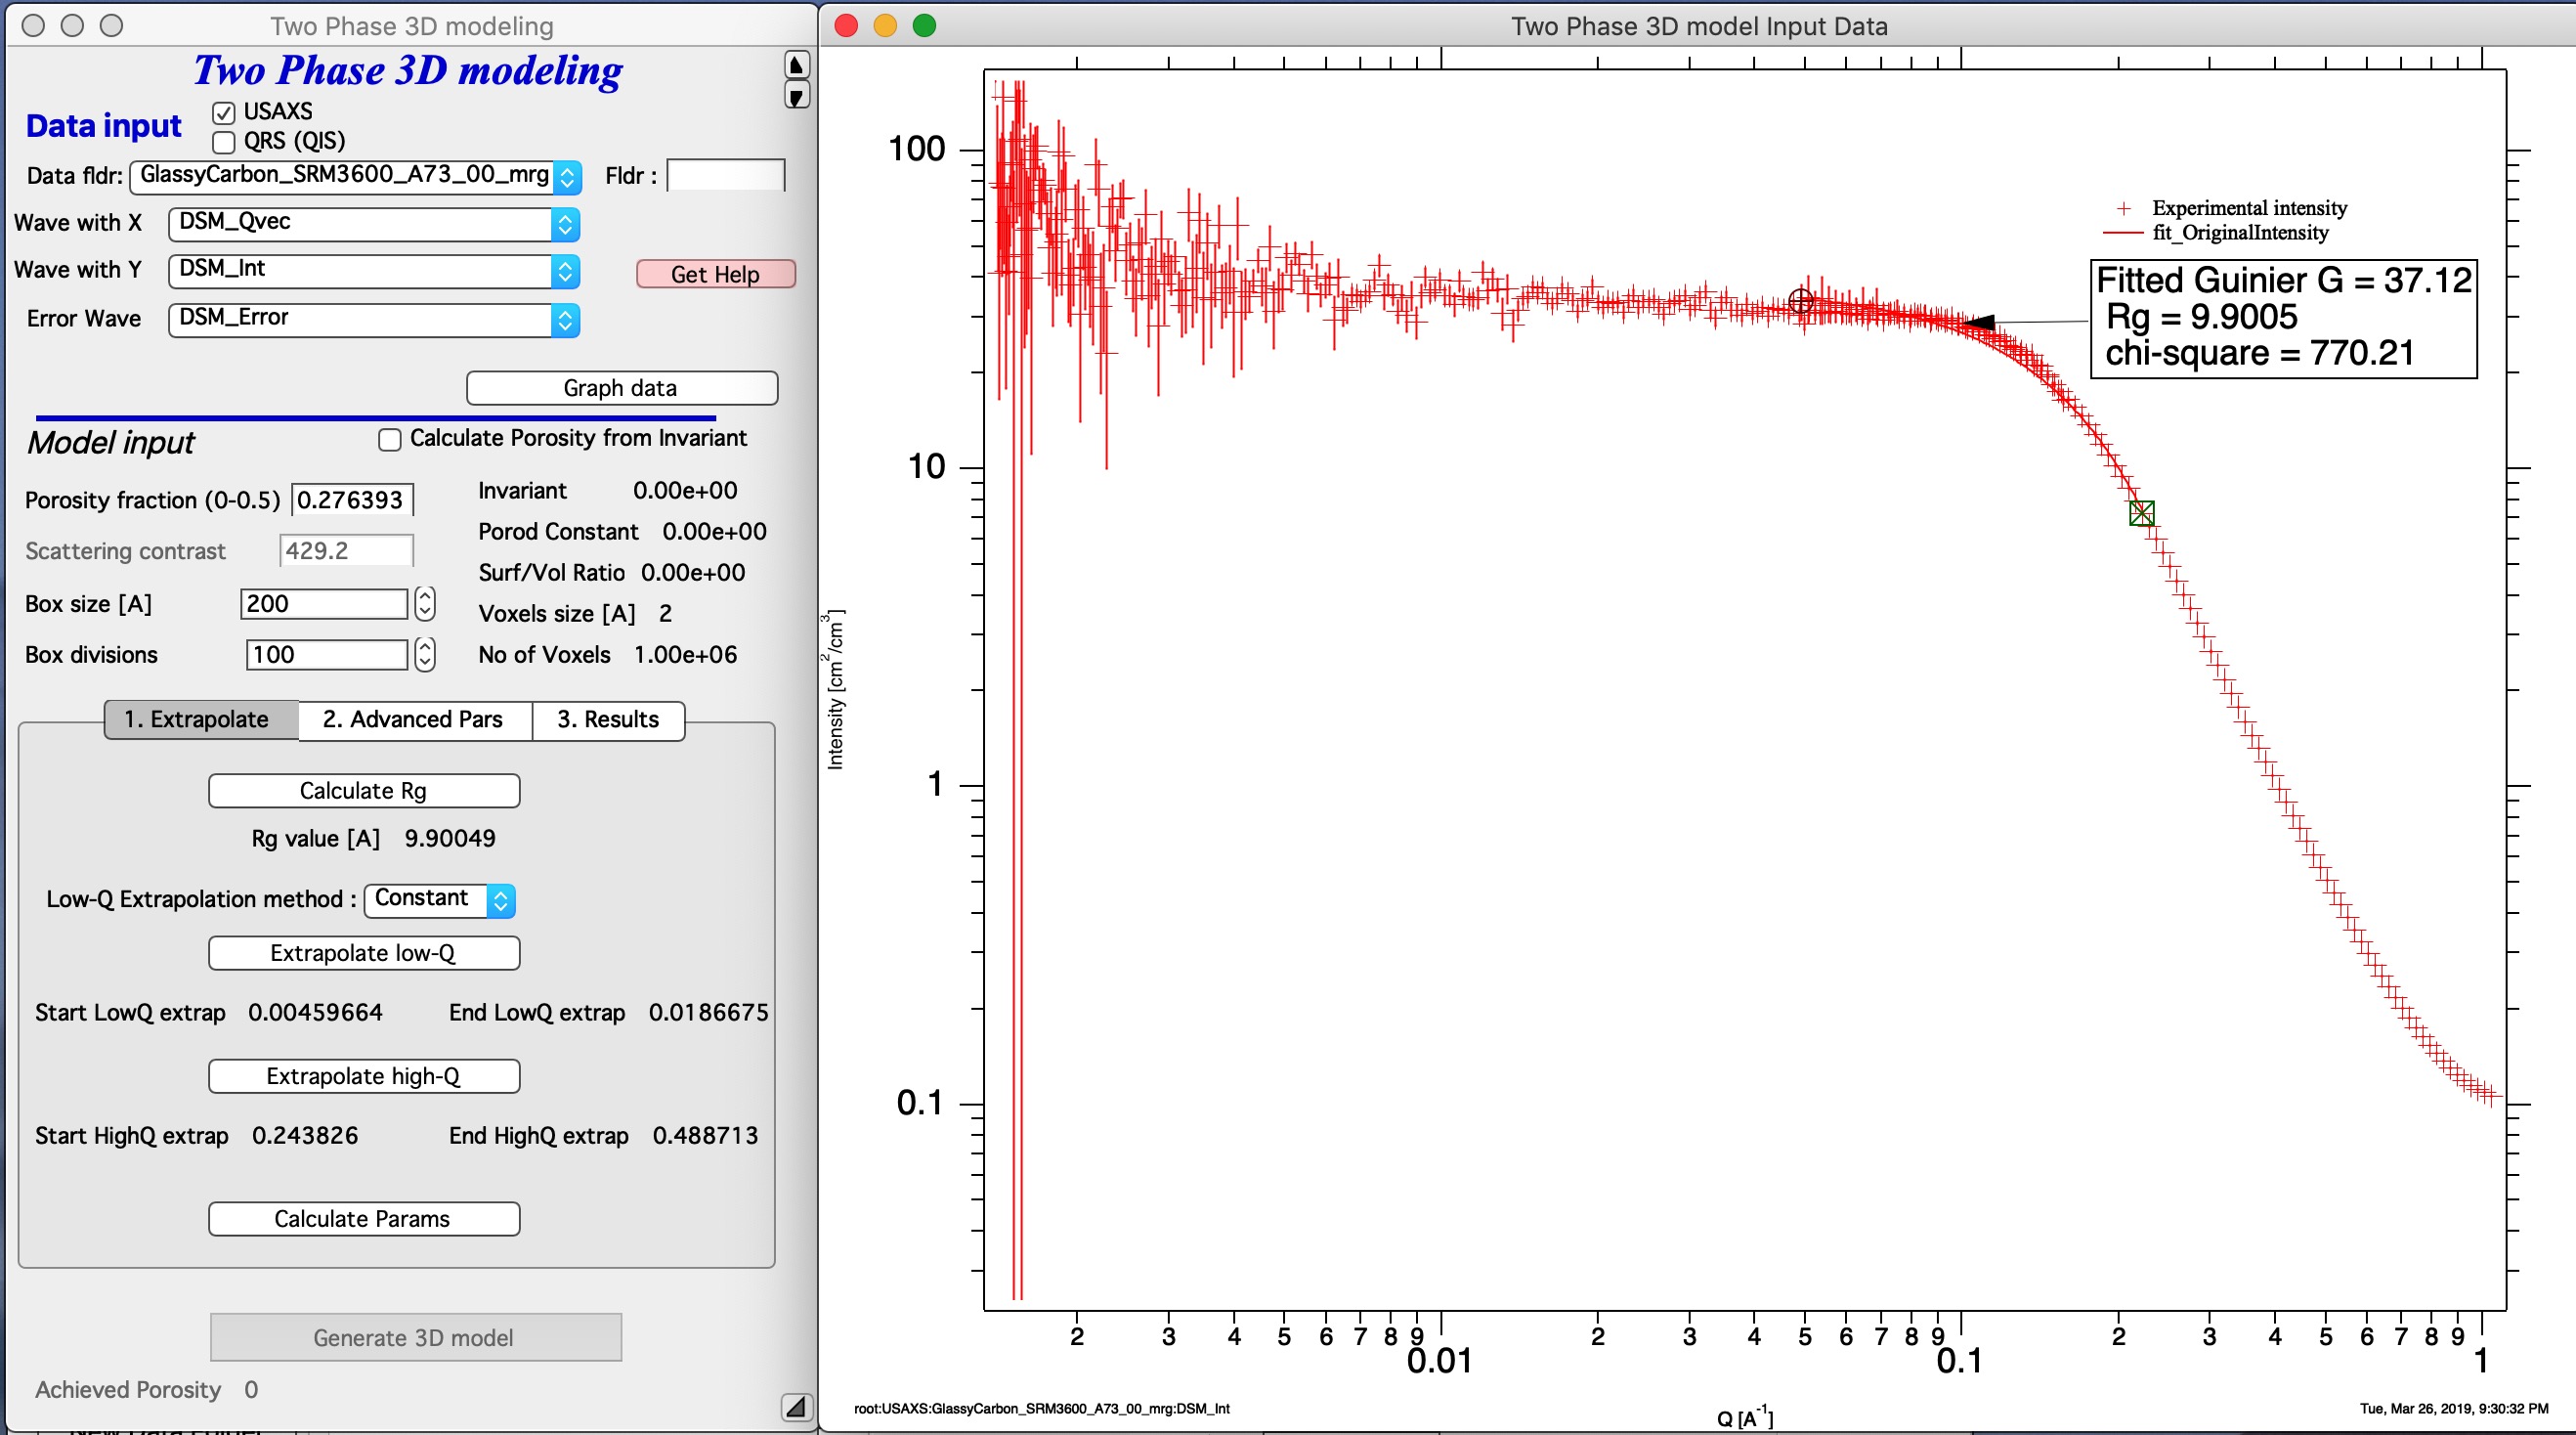 Two Phase 3D modeling
Two Phase 3D modeling
Data input
USAXS
QRS (QIS)
Data fldr: GlassyCarbon_SRM3600_A73_00_mrg Fldr :
Wave with X DSM_Qvec
Wave with Y DSM_Int
Get Help
Error Wave DSM_Error
Graph data
Model input
Calculate Porosity from Invariant
Porosity fraction (0-0.5) 0.276393
Invariant 0.00e+00
Scattering contrast 429.2
Porod Constant 0.00e+00
Surf/Vol Ratio 0.00e+00
Box size [A] 200
Voxels size [A] 2
Box divisions 100
No of Voxels 1.00e+06
1. Extrapolate 2. Advanced Pars 3. Results
Calculate Rg
Rg value [A] 9.90049
Low-Q Extrapolation method : Constant
Extrapolate low-Q
Start LowQ extrap 0.00459664 End LowQ extrap 0.0186675
Extrapolate high-Q
Start HighQ extrap 0.243826 End HighQ extrap 0.488713
Calculate Params
Generate 3D model
Achieved Porosity 0
Two Phase 3D model Input Data
100
10
1
0.1
Intensity [cm2/cm3]
Experimental intensity
fit_OriginalIntensity
Fitted Guinier G = 37.12
Rg = 9.9005
chi-square = 770.21
2 3 4 5 6 7 8 9 2 3 4 5 6 7 8 9 2 3 4 5 6 7 8 9
0.01 0.1 1
root:USAXS:GlassyCarbon_SRM3600_A73_00_mrg:DSM_Int
Q [A-1]
Tue, Mar 26, 2019, 9:30:32 PM